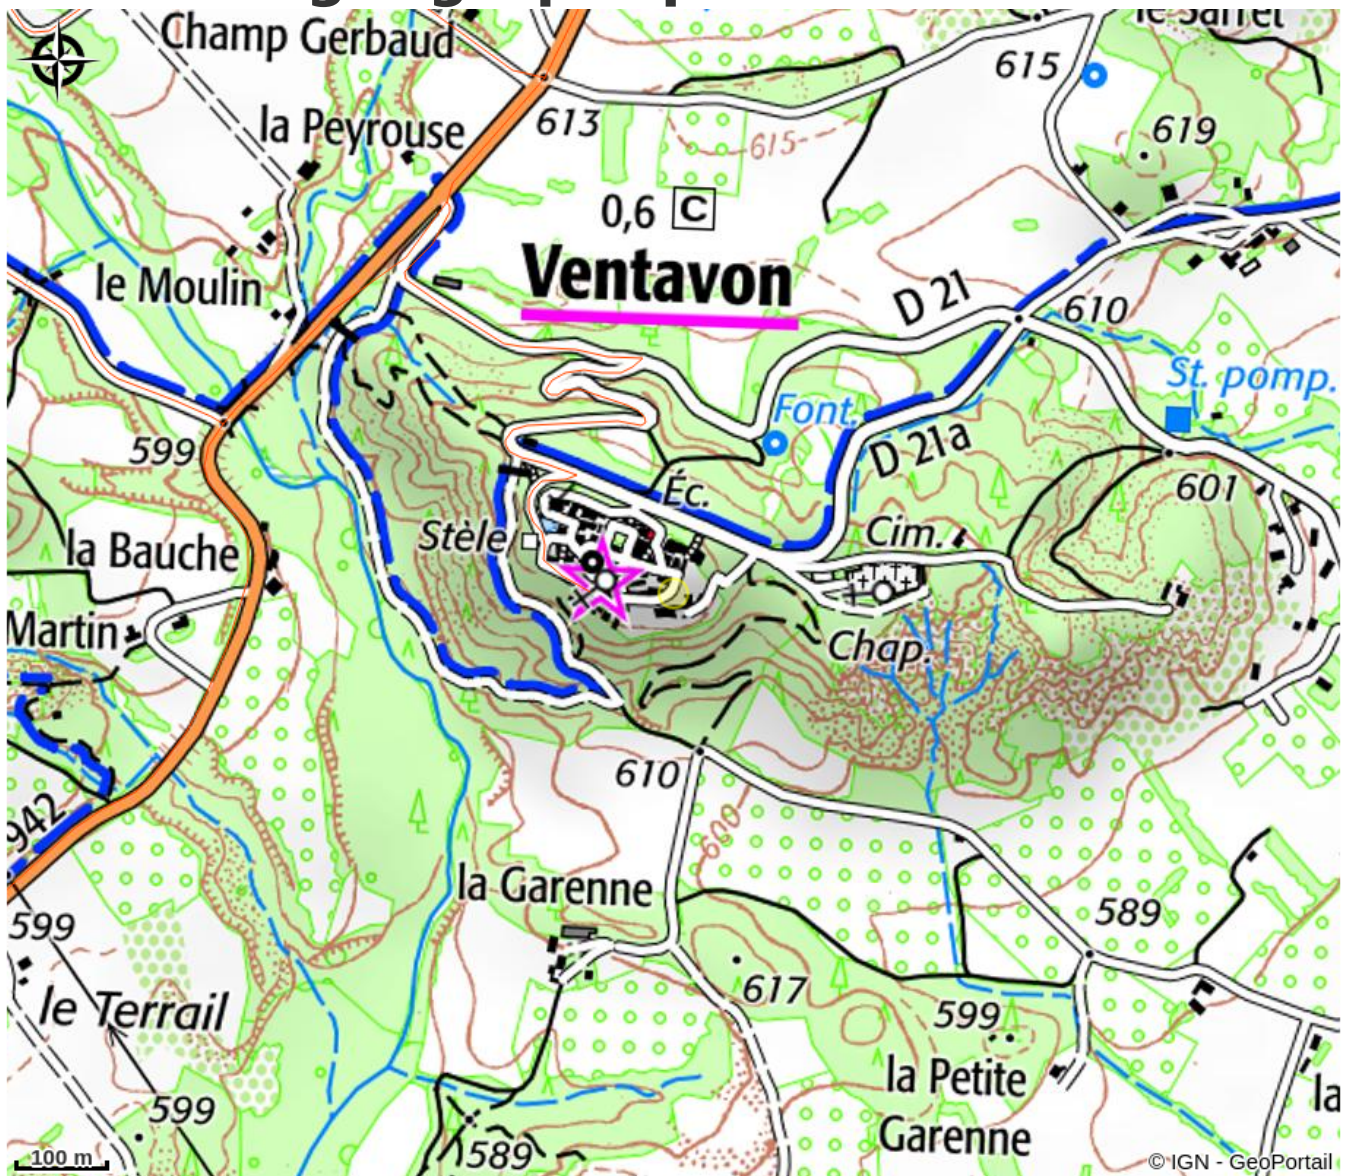 Champ Gerbaud
615
613
la Peyrouse
619
615
0,6 C
Ventavon
le Moulin
D 21
610
St. pomp.
Font.
D 21a
599
601
Éc.
Stèle
Cim.
la Bauche
Martin
Chap.
610
600
942
la Garenne
589
599
617
le Terrail
599
la Petite
Garenne
la
599
589
100 m
© IGN - GeoPortail